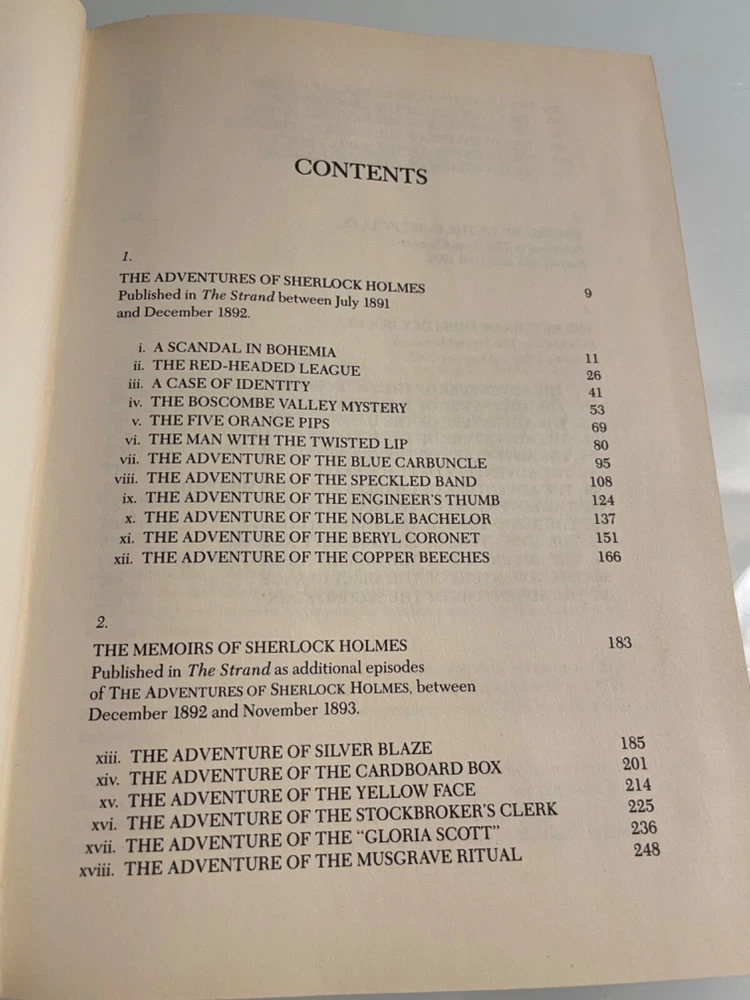 CONTENTS
1.
THE ADVENTURES OF SHERLOCK HOLMES 9
Published in The Strand between July 1891
and December 1892.
i. A SCANDAL IN BOHEMIA 11
ii. THE RED-HEADED LEAGUE 26
iii. A CASE OF IDENTITY 41
iv. THE BOSCOMBE VALLEY MYSTERY 53
v. THE FIVE ORANGE PIPS 69
vi. THE MAN WITH THE TWISTED LIP 80
vii. THE ADVENTURE OF THE BLUE CARBUNCLE 95
viii. THE ADVENTURE OF THE SPECKLED BAND 108
ix. THE ADVENTURE OF THE ENGINEER'S THUMB 124
x. THE ADVENTURE OF THE NOBLE BACHELOR 137
xi. THE ADVENTURE OF THE BERYL CORONET 151
xii. THE ADVENTURE OF THE COPPER BEECHES 166
2.
THE MEMOIRS OF SHERLOCK HOLMES 183
Published in The Strand as additional episodes
of THE ADVENTURES OF SHERLOCK HOLMES, between
December 1892 and November 1893.
xiii. THE ADVENTURE OF SILVER BLAZE 185
xiv. THE ADVENTURE OF THE CARDBOARD BOX 201
xv. THE ADVENTURE OF THE YELLOW FACE 214
xvi. THE ADVENTURE OF THE STOCKBROKER'S CLERK 225
xvii. THE ADVENTURE OF THE "GLORIA SCOTT" 236
xviii. THE ADVENTURE OF THE MUSGRAVE RITUAL 248